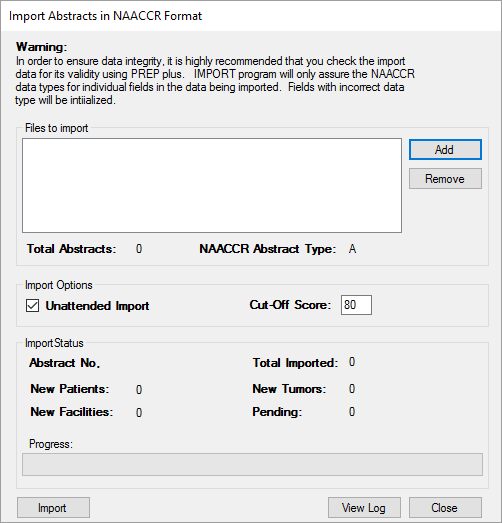 Import Abstracts in NAACCR Format
Warning:
In order to ensure data integrity, it is highly recommended that you check the import
data for its validity using PREP plus. IMPORT program will only assure the NAACCR
data types for individual fields in the data being imported. Fields with incorrect data
type will be intiialized.
Files to import
Add
Remove
Total Abstracts: 0 NAACCR Abstract Type: A
Import Options
Unattended Import Cut-Off Score: 80
ImportStatus
Abstract No. Total Imported: 0
New Patients: 0 New Tumors: 0
New Facilities: 0 Pending: 0
Progress:
Import View Log Close